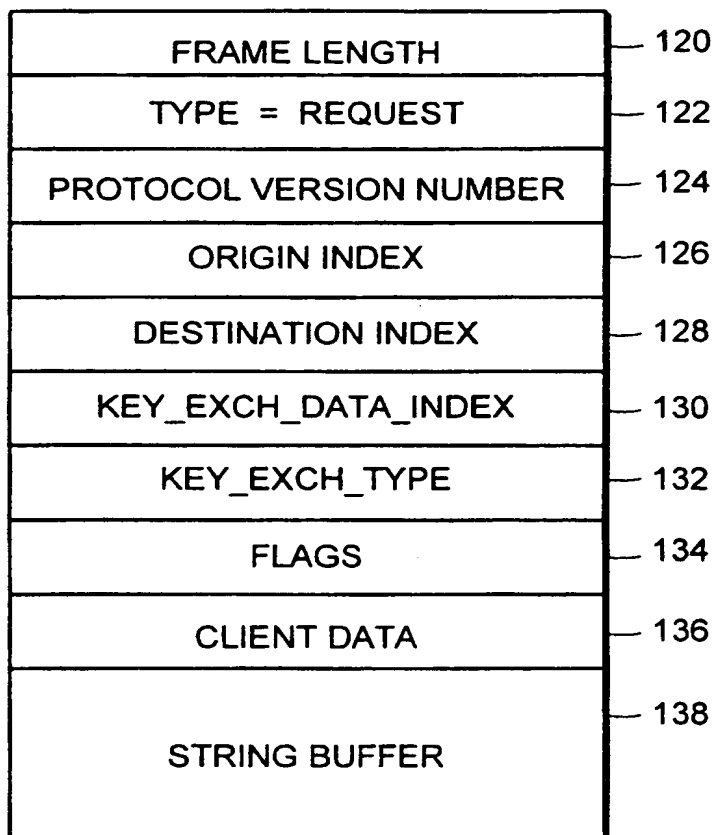 FRAME LENGTH 120
TYPE = REQUEST 122
PROTOCOL VERSION NUMBER 124
ORIGIN INDEX 126
DESTINATION INDEX 128
KEY_EXCH_DATA_INDEX 130
KEY_EXCH_TYPE 132
FLAGS 134
CLIENT DATA 136
138
STRING BUFFER